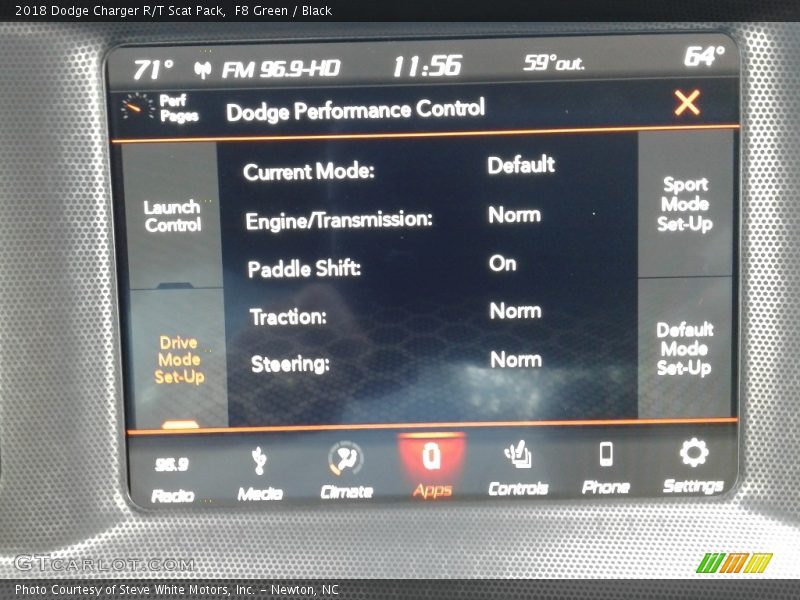 2018 Dodge Charger R/T Scat Pack,  F8 Green / Black
71° FM 96.9-HD 11:56 59°out. 64°
Perf
Pages
Dodge Performance Control
Launch
Control
Drive
Mode
Set-Up
Current Mode: Default
Engine/Transmission: Norm
Paddle Shift: On
Traction: Norm
Steering: Norm
Sport
Mode
Set-Up
Default
Mode
Set-Up
96.9
Radio Media Climate Apps Controls Phone Settings
GTCARLOT.COM
Photo Courtesy of Steve White Motors, Inc. – Newton, NC